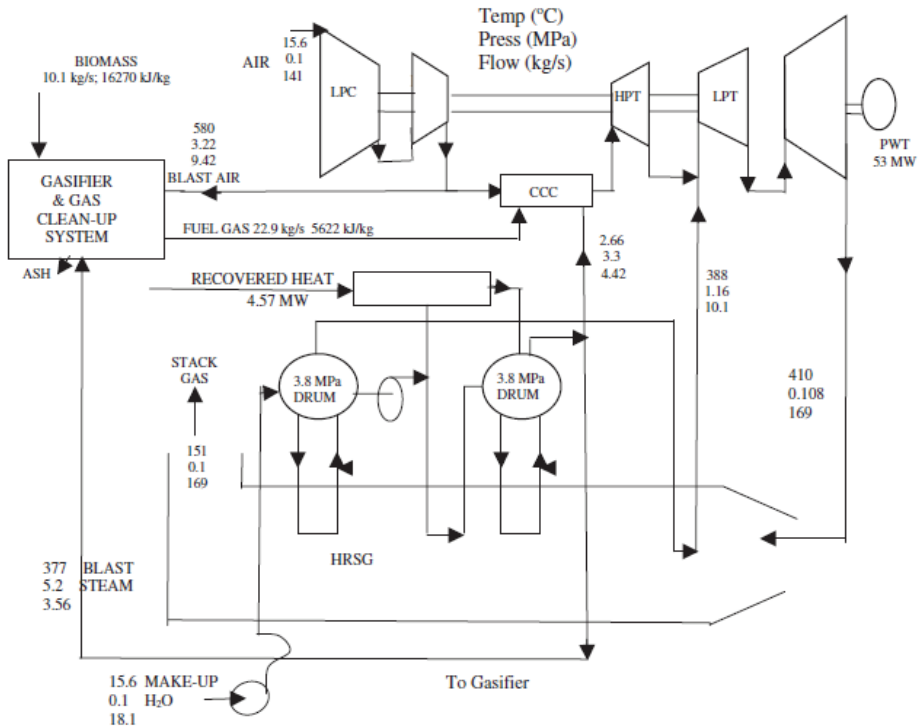 Temp (°C)
Press (MPa)
Flow (kg/s)
BIOMASS
10.1 kg/s; 16270 kJ/kg
AIR
15.6
0.1
141
LPC
HPT
LPT
PWT
53 MW
580
3.22
9.42
BLAST AIR
GASIFIER
& GAS
CLEAN-UP
SYSTEM
CCC
FUEL GAS 22.9 kg/s 5622 kJ/kg
ASH
RECOVERED HEAT
4.57 MW
2.66
3.3
4.42
388
1.16
10.1
STACK
GAS
3.8 MPa
DRUM
3.8 MPa
DRUM
410
0.108
169
151
0.1
169
HRSG
377 BLAST
5.2 STEAM
3.56
15.6 MAKE-UP
0.1 H₂O
18.1
To Gasifier